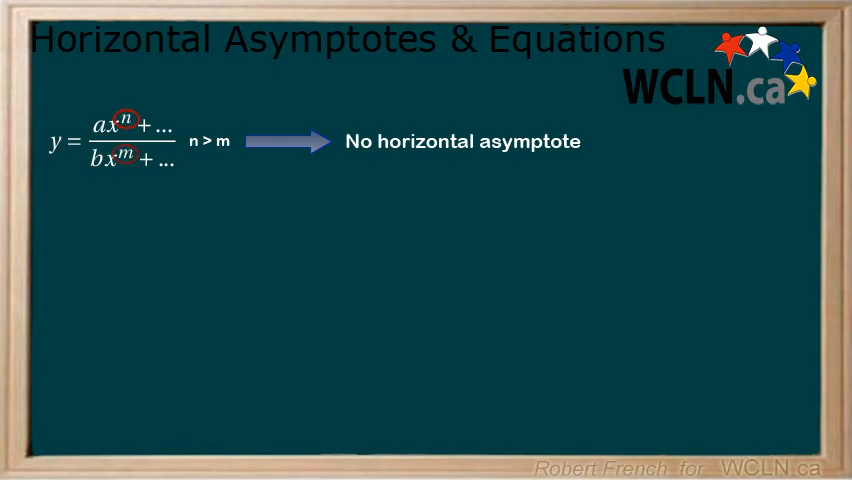 Horizontal Asymptotes & Equations
WCLN.ca
y = ax^n + ... / bx^m + ... n > m No horizontal asymptote
Robert French for WCLN.ca